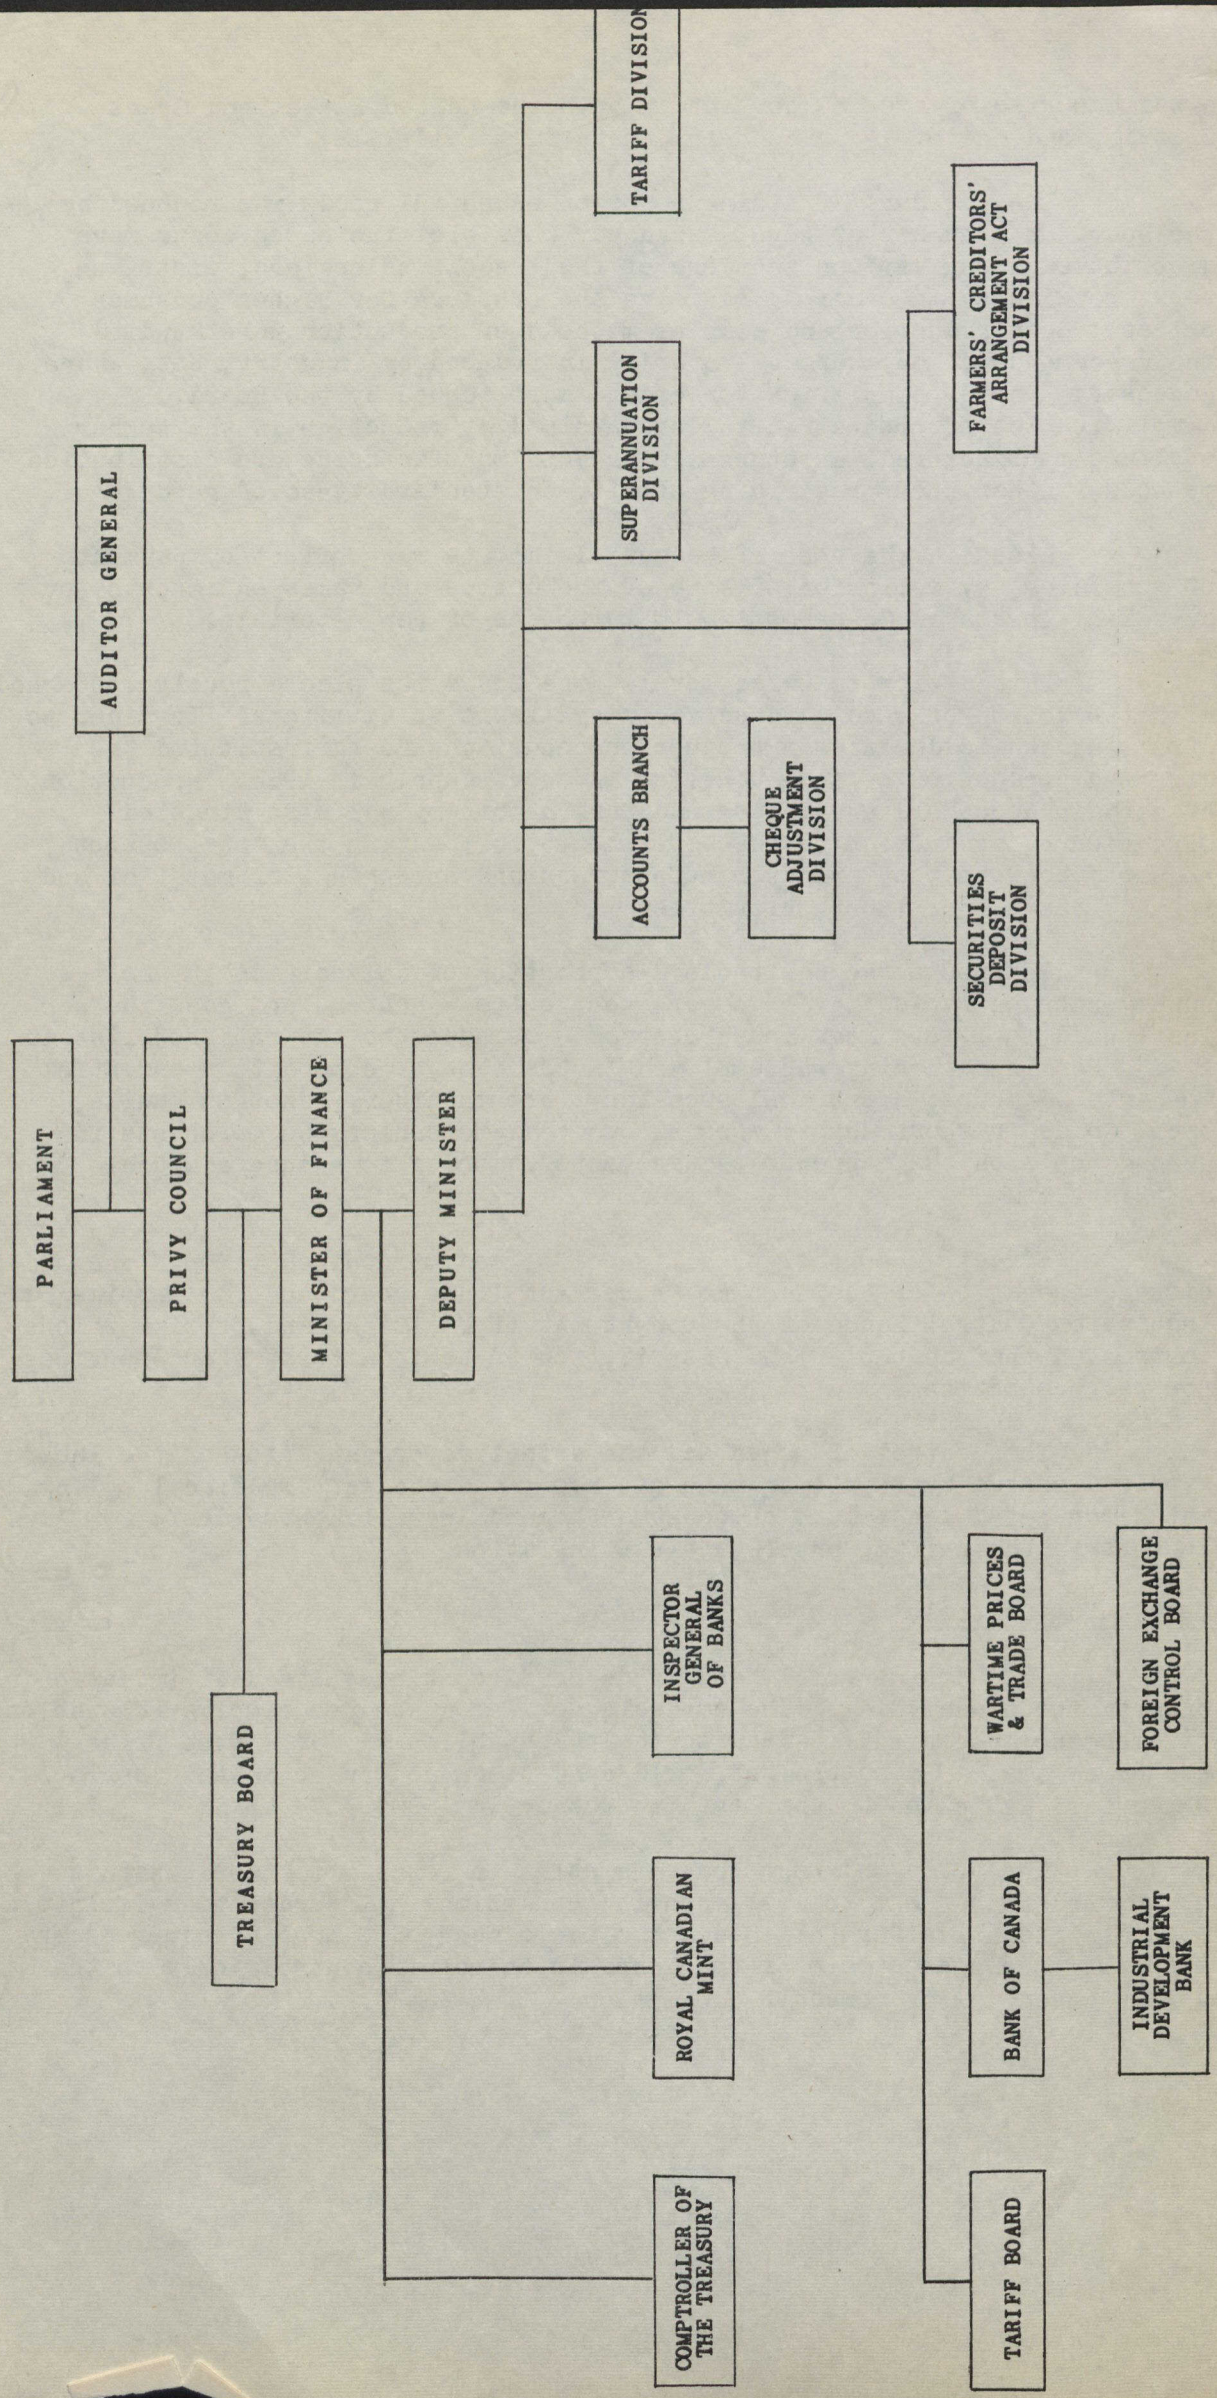 PARLIAMENT
AUDITOR GENERAL
PRIVY COUNCIL
TREASURY BOARD
MINISTER OF FINANCE
DEPUTY MINISTER
COMPTROLLER OF
THE TREASURY
ROYAL CANADIAN
MINT
INSPECTOR
GENERAL
OF BANKS
ACCOUNTS BRANCH
SUPERANNUATION
DIVISION
TARIFF DIVISION
CHEQUE
ADJUSTMENT
DIVISION
TARIFF BOARD
BANK OF CANADA
WARTIME PRICES
& TRADE BOARD
SECURITIES
DEPOSIT
DIVISION
FARMERS' CREDITORS'
ARRANGEMENT ACT
DIVISION
INDUSTRIAL
DEVELOPMENT
BANK
FOREIGN EXCHANGE
CONTROL BOARD